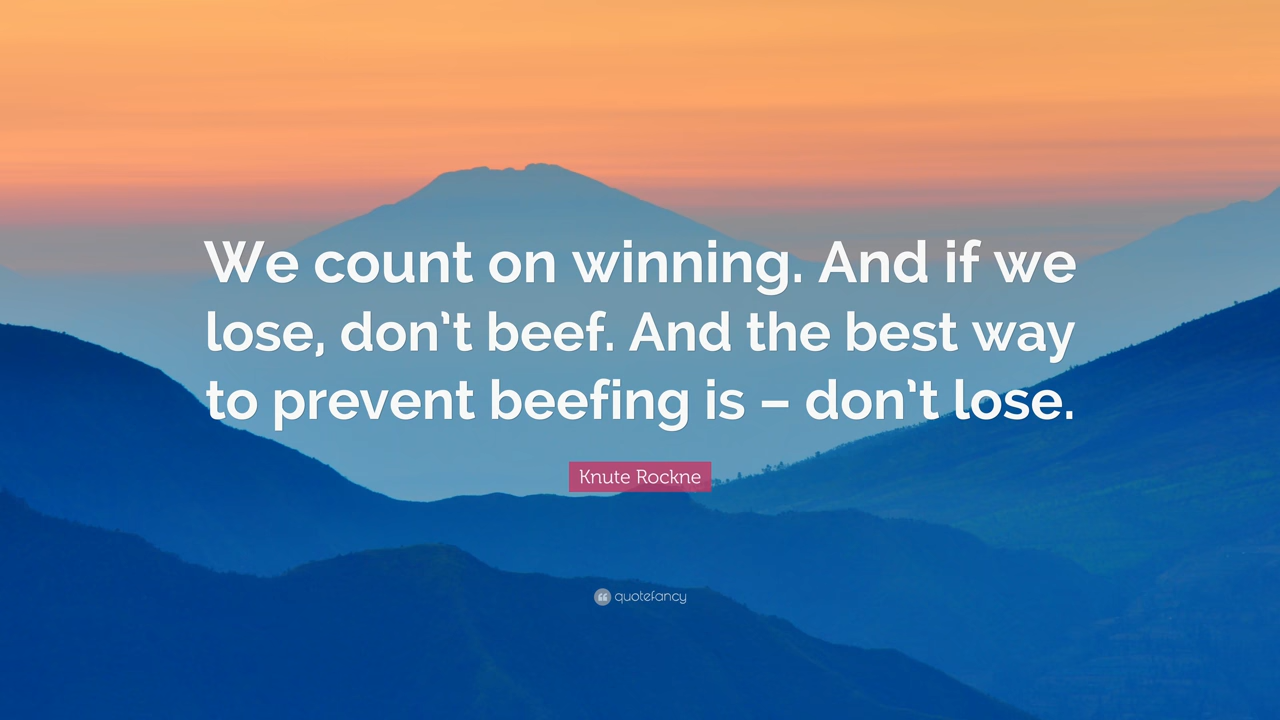 We count on winning. And if we
lose, don’t beef. And the best way
to prevent beefing is – don’t lose.
Knute Rockne
quotefancy